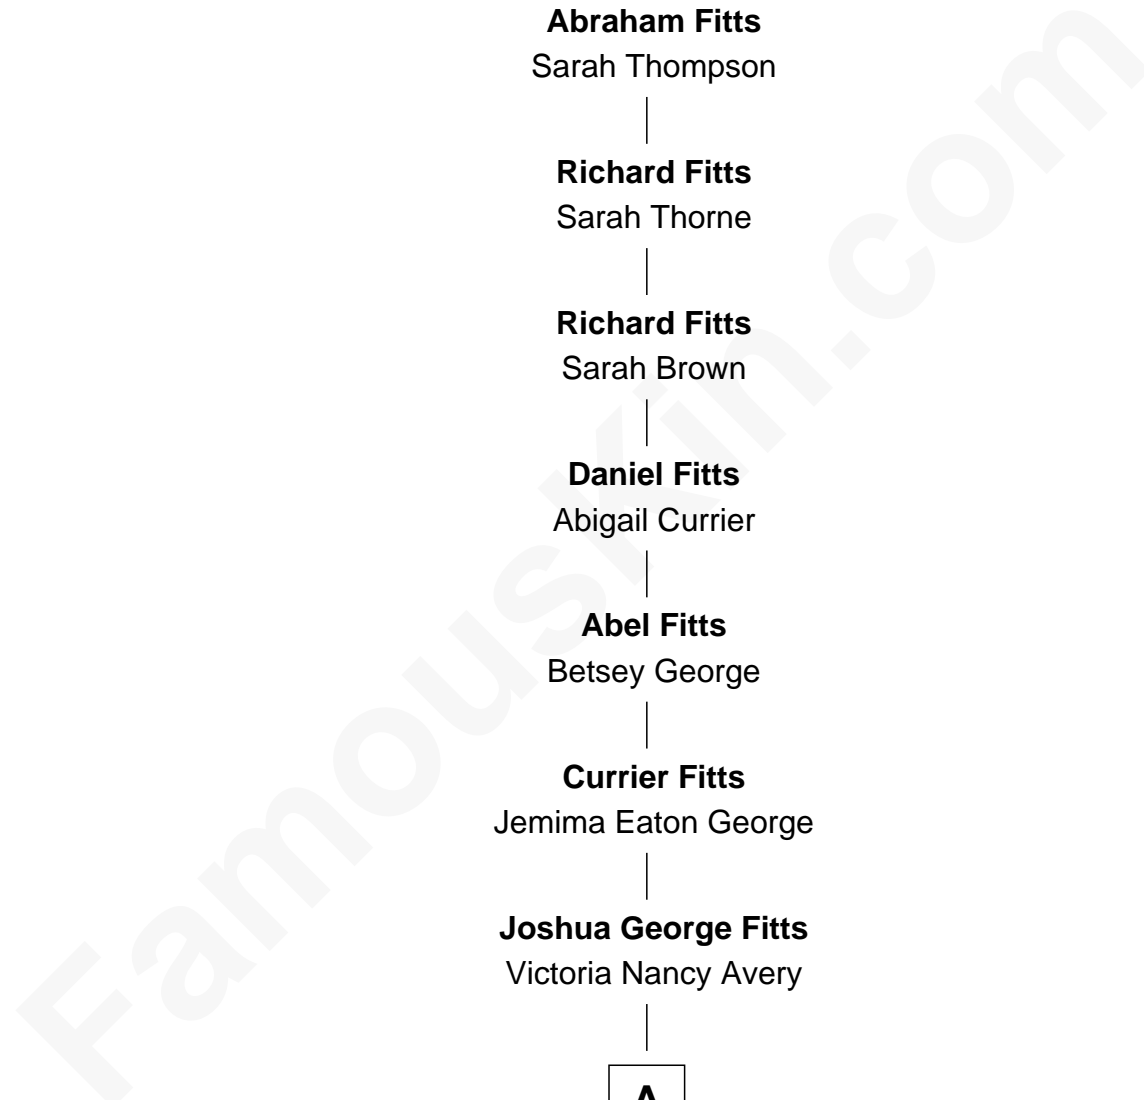 Abraham Fitts
Sarah Thompson
Richard Fitts
Sarah Thorne
Richard Fitts
Sarah Brown
Daniel Fitts
Abigail Currier
Abel Fitts
Betsey George
Currier Fitts
Jemima Eaton George
Joshua George Fitts
Victoria Nancy Avery
A
FamousKin.com